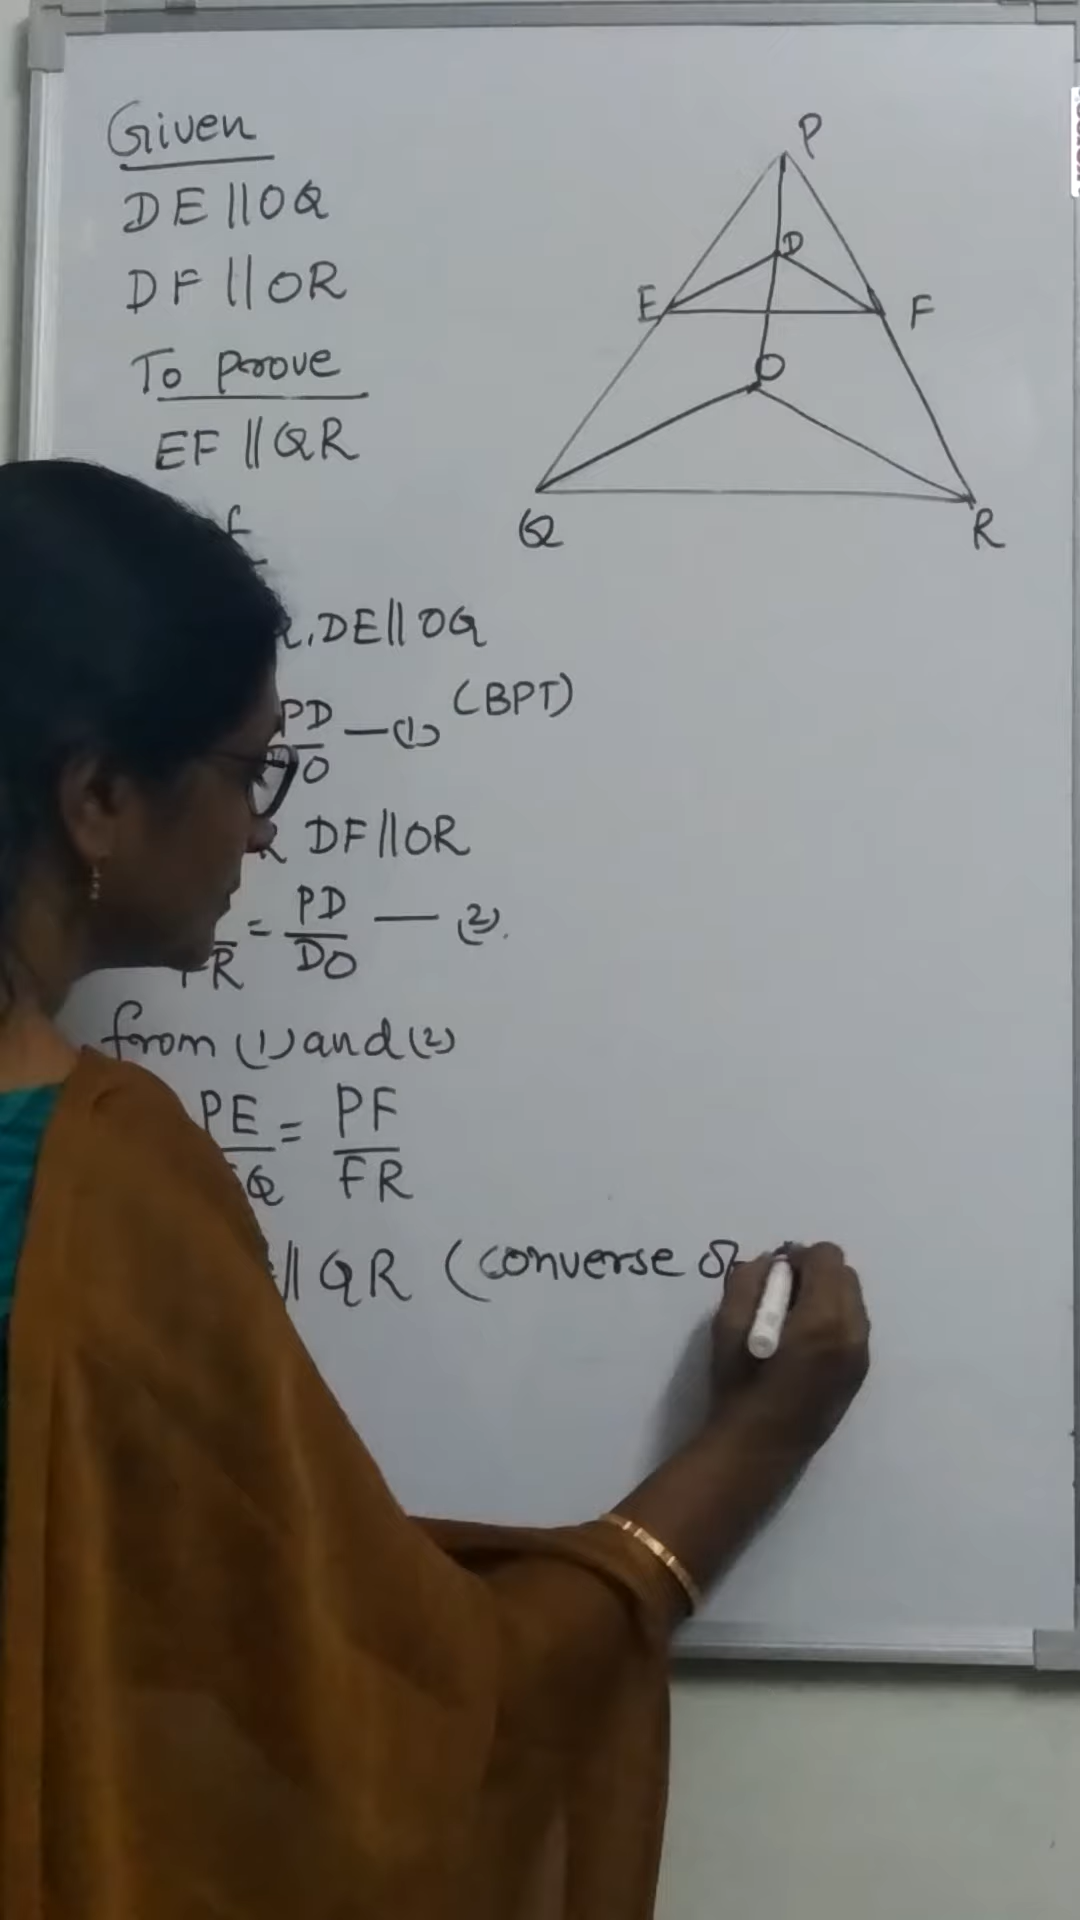 Given
DE || OQ
DF || OR
To prove
EF || QR
P
D
E
F
O
Q
R
, DE || OQ
PD — (1) (BPT)
O
DF || OR
= PD — (2).
R DO
from (1) and (2)
PE = PF
Q FR
|| QR (converse of